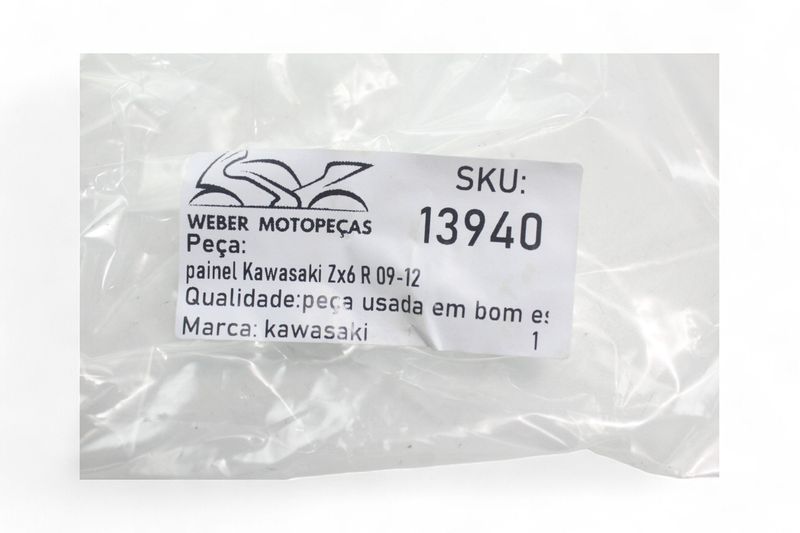 WEBER MOTOPEÇAS
SKU:
13940
Peça:
painel Kawasaki Zx6 R 09-12
Qualidade:peça usada em bom es
Marca: kawasaki
1